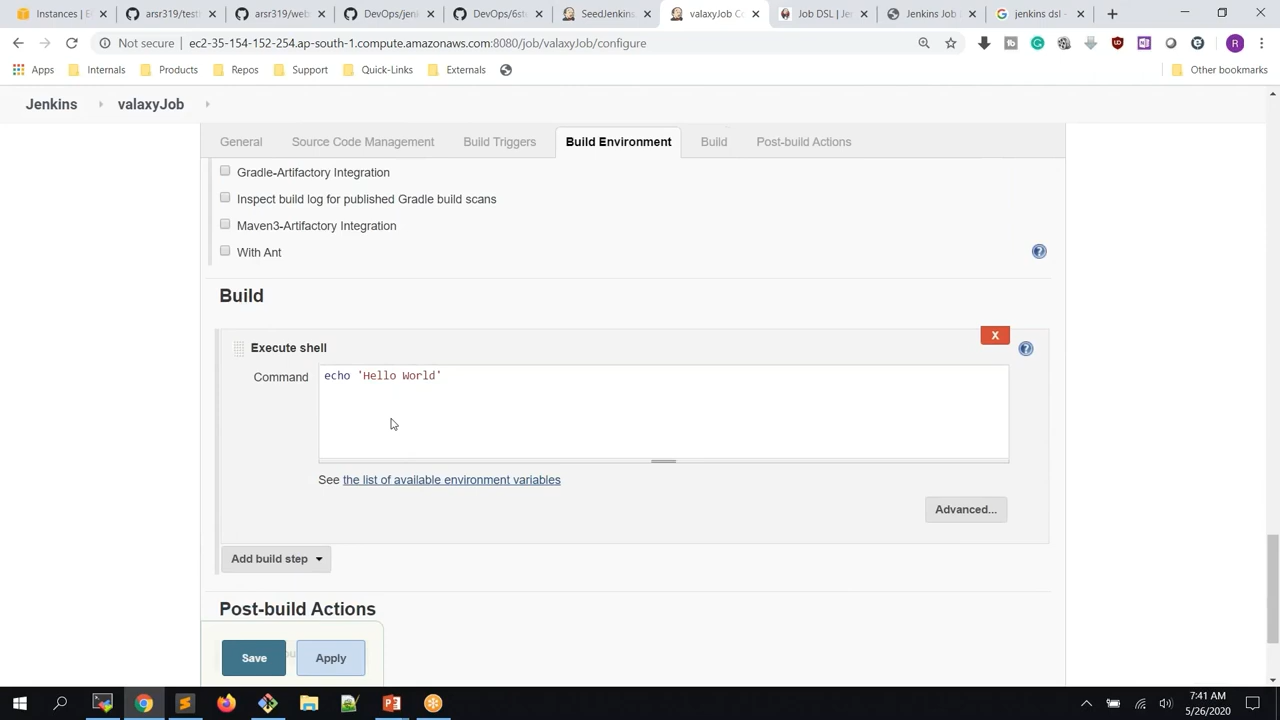 Instances | E
arsr319/test
arsr319/web
DevOps/jenk
DevOps/6ste
SeedJenkins
valaxyJob Co
Job DSL | Jen
Jenkins Job
jenkins dsl -
Not secure | ec2-35-154-152-254.ap-south-1.compute.amazonaws.com:8080/job/valaxyJob/configure
Apps Internals Products Repos Support Quick-Links Externals Other bookmarks
Jenkins valaxyJob
General Source Code Management Build Triggers Build Environment Build Post-build Actions
Gradle-Artifactory Integration
Inspect build log for published Gradle build scans
Maven3-Artifactory Integration
With Ant
Build
X
Execute shell
Command
echo 'Hello World'
See the list of available environment variables
Advanced...
Add build step
Post-build Actions
Save Apply
7:41 AM
5/26/2020